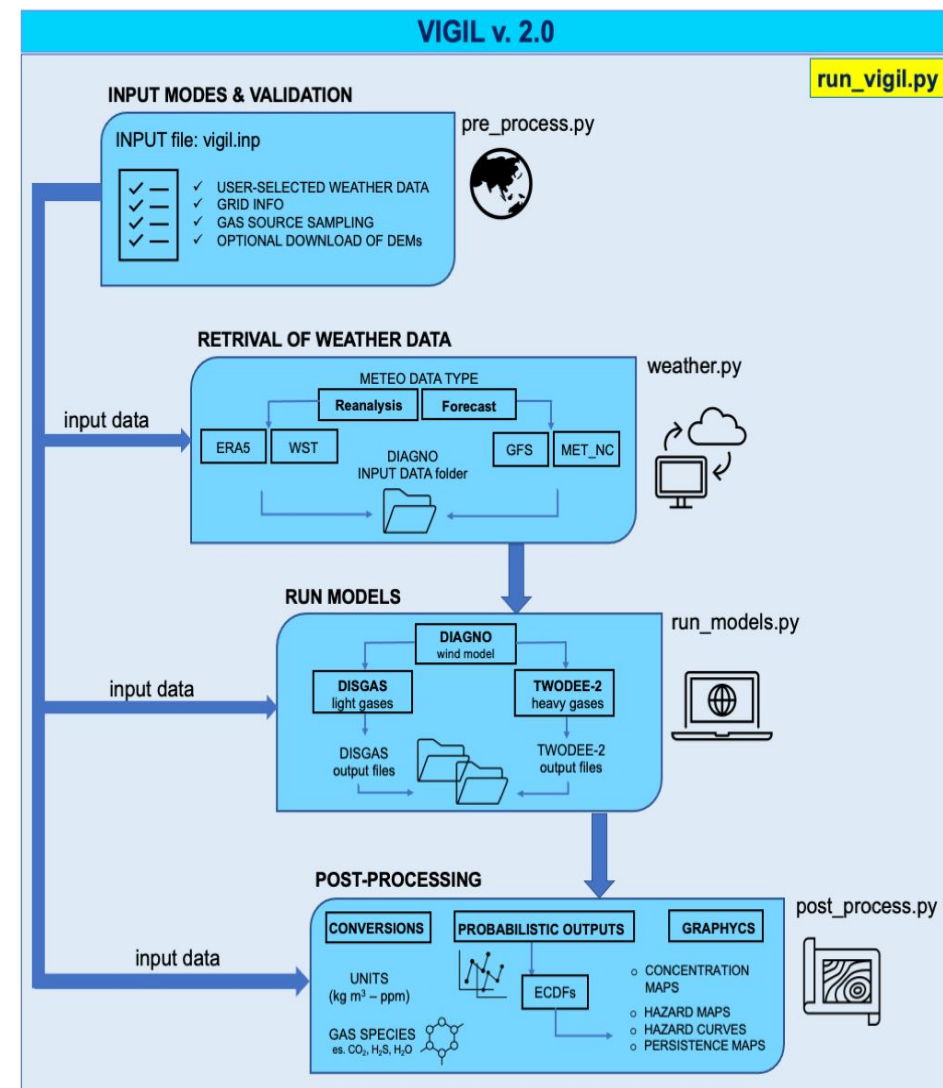 VIGIL v. 2.0
run_vigil.py
INPUT MODES & VALIDATION
pre_process.py
INPUT file: vigil.inp
✓ USER-SELECTED WEATHER DATA
✓ GRID INFO
✓ GAS SOURCE SAMPLING
✓ OPTIONAL DOWNLOAD OF DEMs
RETRIVAL OF WEATHER DATA
weather.py
input data
METEO DATA TYPE
Reanalysis Forecast
ERA5 WST
GFS MET_NC
DIAGNO
INPUT DATA folder
RUN MODELS
run_models.py
input data
DIAGNO
wind model
DISGAS
light gases
TWODEE-2
heavy gases
DISGAS
output files
TWODEE-2
output files
POST-PROCESSING
post_process.py
input data
CONVERSIONS
UNITS
(kg m³ – ppm)
GAS SPECIES
es. CO₂, H₂S, H₂O
PROBABILISTIC OUTPUTS
ECDFs
GRAPHYCS
o CONCENTRATION
MAPS
o HAZARD MAPS
o HAZARD CURVES
o PERSISTENCE MAPS